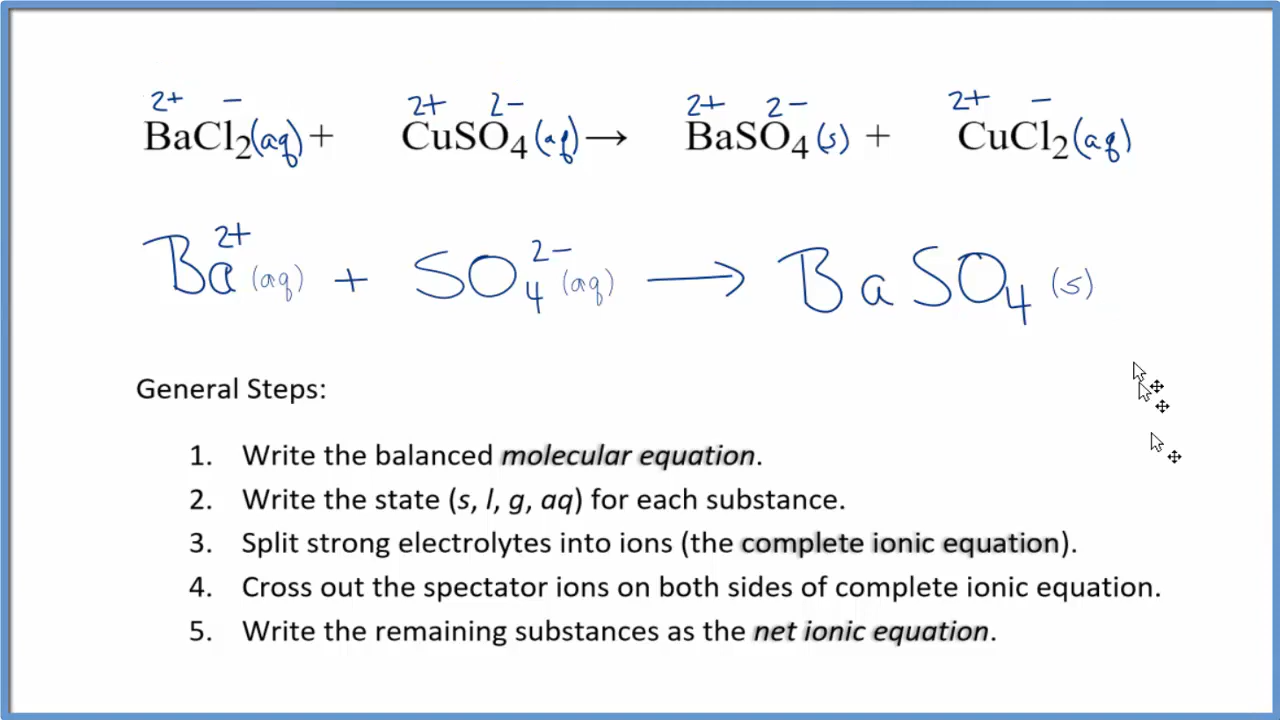 BaCl₂(aq) + CuSO₄(aq) → BaSO₄(s) + CuCl₂(aq)
2+ − 2+ 2− 2+ 2− 2+ −
Ba²⁺(aq) + SO₄²⁻(aq) → BaSO₄(s)
General Steps:
1. Write the balanced molecular equation.
2. Write the state (s, l, g, aq) for each substance.
3. Split strong electrolytes into ions (the complete ionic equation).
4. Cross out the spectator ions on both sides of complete ionic equation.
5. Write the remaining substances as the net ionic equation.